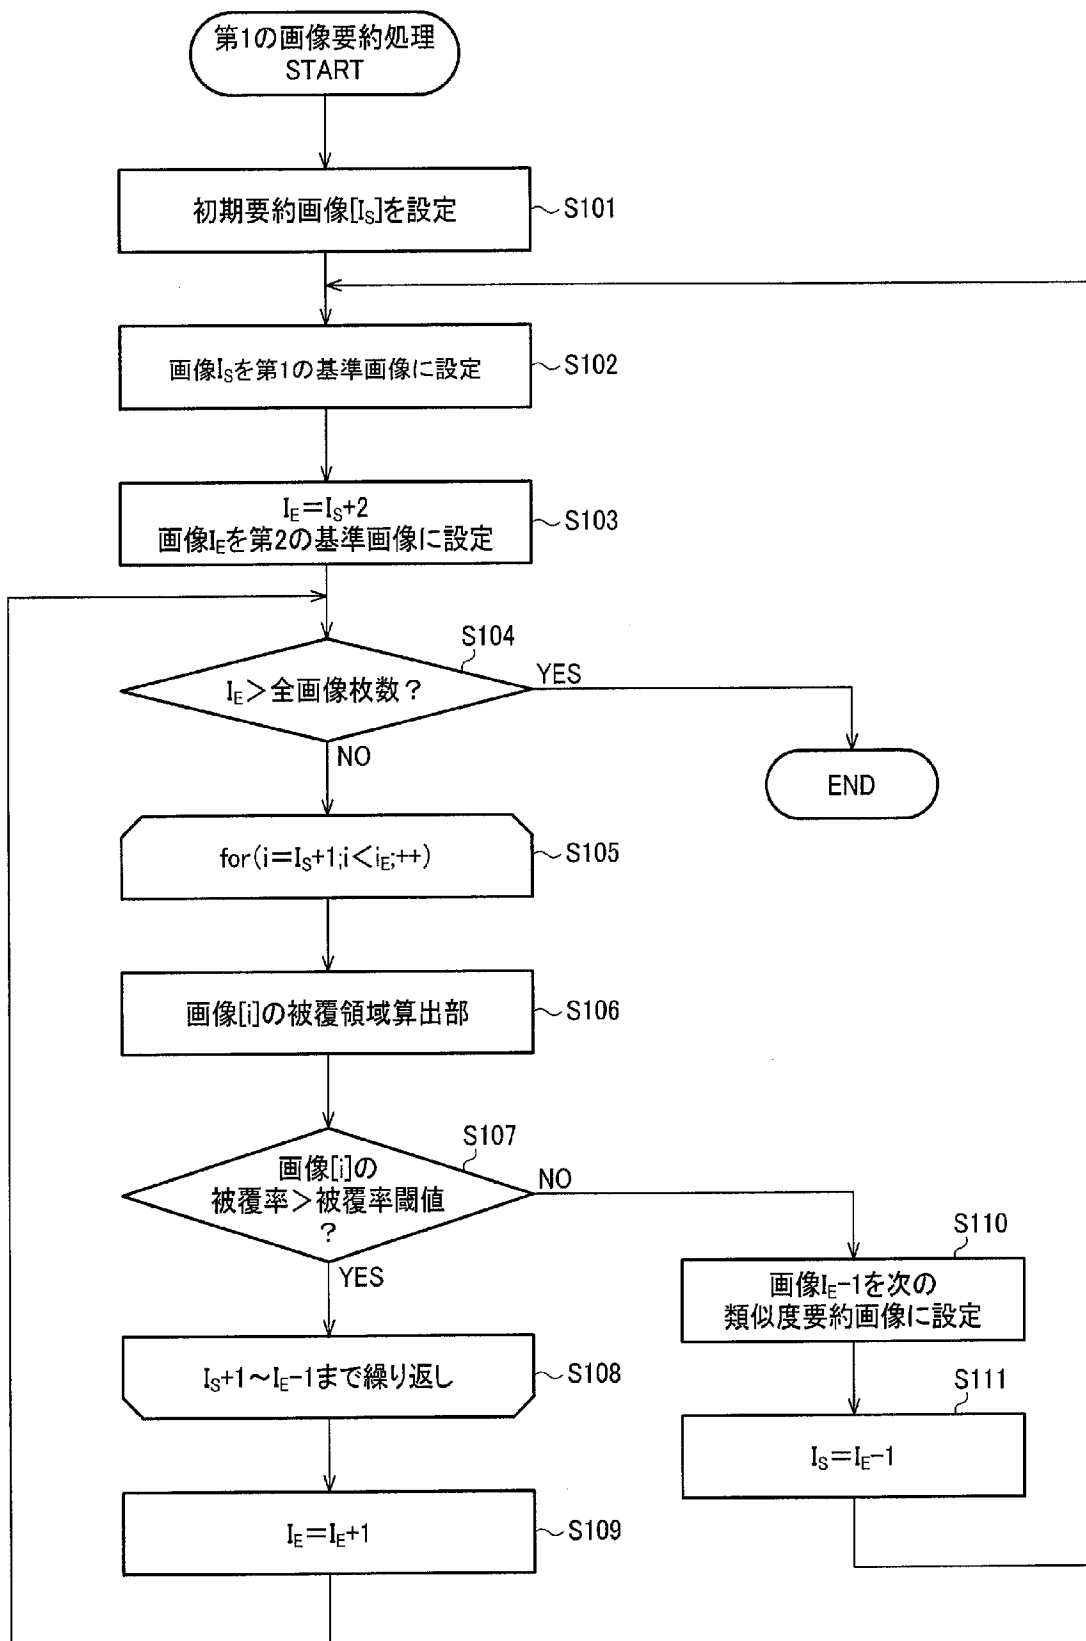 第1の画像要約処理
START
初期要約画像[IS]を設定
S101
画像ISを第1の基準画像に設定
S102
IE=IS+2
画像IEを第2の基準画像に設定
S103
S104
IE>全画像枚数?
YES
NO
END
for(i=IS+1;i<iE;++)
S105
画像[i]の被覆領域算出部
S106
S107
画像[i]の
被覆率>被覆率閾値
?
NO
YES
S110
画像IE-1を次の
類似度要約画像に設定
IS+1~IE-1まで繰り返し
S108
S111
IS=IE-1
IE=IE+1
S109